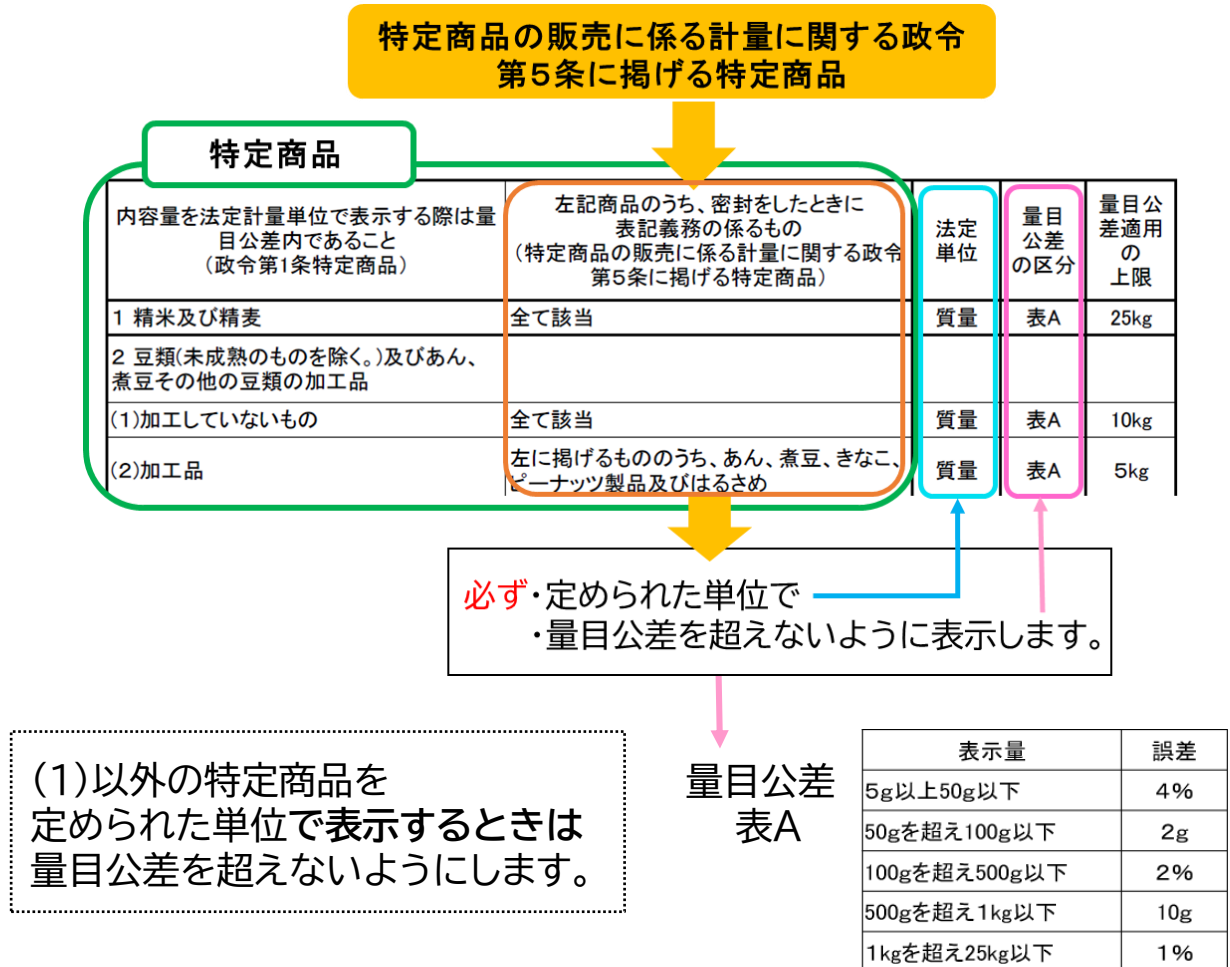 特定商品の販売に係る計量に関する政令
第5条に掲げる特定商品
特定商品
内容量を法定計量単位で表示する際は量
目公差内であること
(政令第1条特定商品)
左記商品のうち、密封をしたときに
表記義務の係るもの
(特定商品の販売に係る計量に関する政令
第5条に掲げる特定商品)
法定
単位
量目
公差
の区分
量目公
差適用
の
上限
1 精米及び精麦
全て該当
質量
表A
25kg
2 豆類(未成熟のものを除く。)及びあん、
煮豆その他の豆類の加工品
(1)加工していないもの
全て該当
質量
表A
10kg
(2)加工品
左に掲げるもののうち、あん、煮豆、きなこ、
ピーナッツ製品及びはるさめ
質量
表A
5kg
必ず・定められた単位で
・量目公差を超えないように表示します。
(1)以外の特定商品を
定められた単位で表示するときは
量目公差を超えないようにします。
量目公差
表A
表示量
誤差
5g以上50g以下
4%
50gを超え100g以下
2g
100gを超え500g以下
2%
500gを超え1kg以下
10g
1kgを超え25kg以下
1%